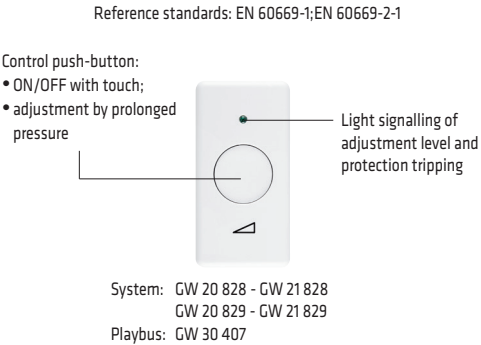 Reference standards: EN 60669-1;EN 60669-2-1
Control push-button:
• ON/OFF with touch;
• adjustment by prolonged
pressure
Light signalling of
adjustment level and
protection tripping
System: GW 20 828 - GW 21 828
GW 20 829 - GW 21 829
Playbus: GW 30 407